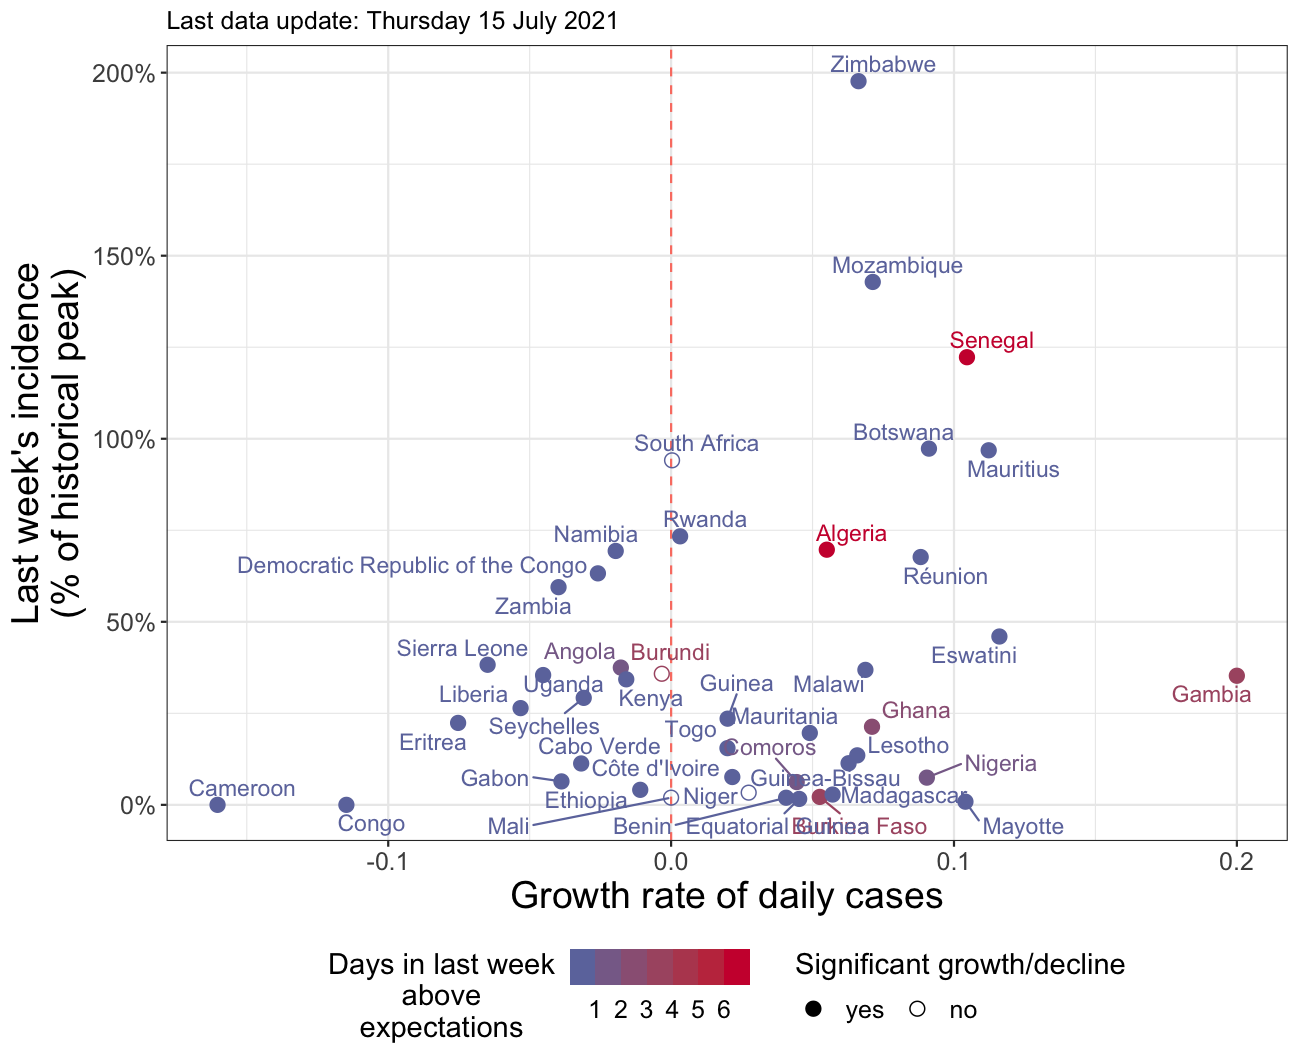 Last data update: Thursday 15 July 2021
Zimbabwe
200%
Mozambique
150%
Senegal
Botswana
100%
South Africa
Mauritius
Rwanda
Namibia
Algeria
Democratic Republic of the Congo
Réunion
Zambia
50%
Sierra Leone
Angola
Burundi
Eswatini
Uganda
Guinea
Malawi
Liberia
Kenya
Gambia
Seychelles
Mauritania
Ghana
Togo
Eritrea
Cabo Verde
Comoros
Lesotho
Côte d'Ivoire
Nigeria
Gabon
Guinea-Bissau
Cameroon
Ethiopia
Niger
Madagascar
0%
Congo
Mali
Benin
Equatorial Guinea
Burkina Faso
Mayotte
-0.1
0.0
0.1
0.2
Last week's incidence
(% of historical peak)
Growth rate of daily cases
Days in last week
above
expectations
1 2 3 4 5 6
Significant growth/decline
yes
no